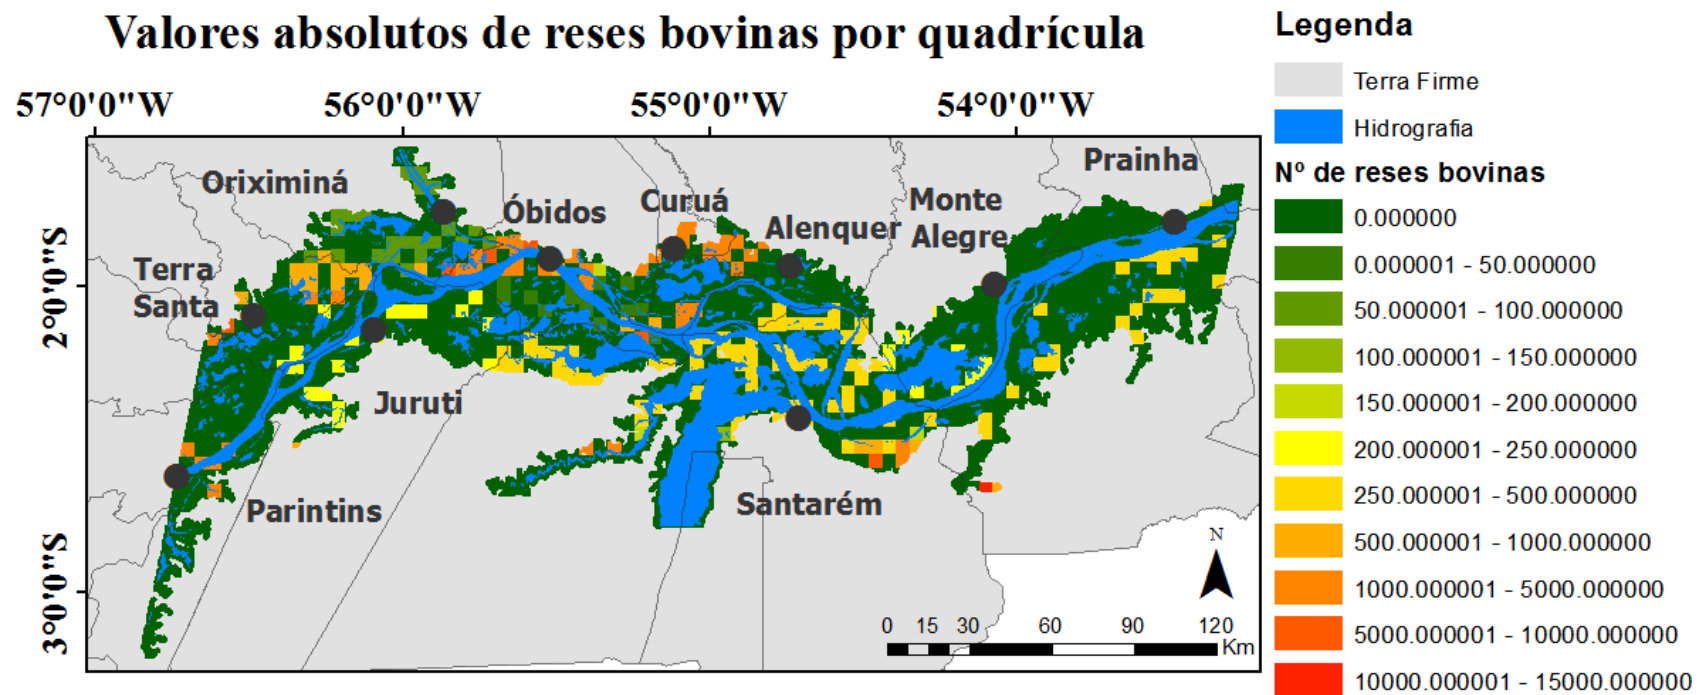 Valores absolutos de reses bovinas por quadrícula
57°0'0"W
56°0'0"W
55°0'0"W
54°0'0"W
2°0'0"S
3°0'0"S
Oriximiná
Óbidos
Curuá
Alenquer
Monte
Alegre
Prainha
Terra
Santa
Juruti
Parintins
Santarém
N
0 15 30 60 90 120
Km
Legenda
Terra Firme
Hidrografia
Nº de reses bovinas
0.000000
0.000001 - 50.000000
50.000001 - 100.000000
100.000001 - 150.000000
150.000001 - 200.000000
200.000001 - 250.000000
250.000001 - 500.000000
500.000001 - 1000.000000
1000.000001 - 5000.000000
5000.000001 - 10000.000000
10000.000001 - 15000.000000